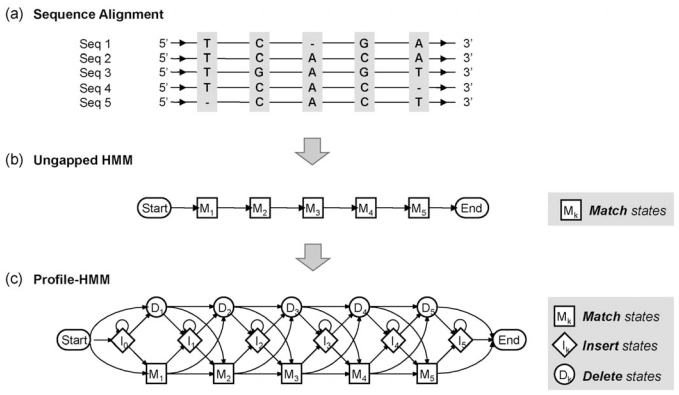 (a) Sequence Alignment
Seq 1 5' T C - G A 3'
Seq 2 5' T C A C A 3'
Seq 3 5' T G A G T 3'
Seq 4 5' T C A C - 3'
Seq 5 5' - C A C T 3'
(b) Ungapped HMM
Start M1 M2 M3 M4 M5 End
Mk Match states
(c) Profile-HMM
D1 D2 D3 D4 D5
Start I0 I1 I2 I3 I4 I5 End
M1 M2 M3 M4 M5
Mk Match states
Ik Insert states
Dk Delete states